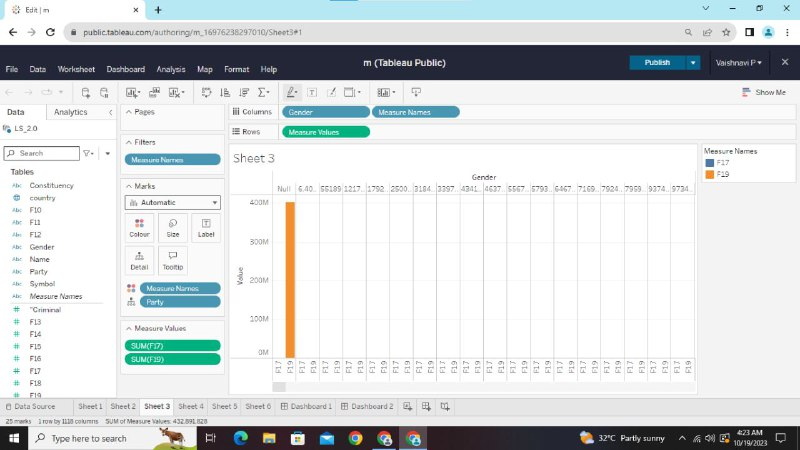 Edit | m
public.tableau.com/authoring/m_16976238297010/Sheet3#1
m (Tableau Public)
Publish
Vaishnavi P
File Data Worksheet Dashboard Analysis Map Format Help
Show Me
Data Analytics
LS_2.0
Search
Tables
Constituency
country
F10
F11
F12
Gender
Name
Party
Symbol
Measure Names
"Criminal
F13
F14
F15
F16
F17
F18
F19
Pages
Filters
Measure Names
Marks
Automatic
Colour Size Label
Detail Tooltip
Measure Names
Party
Measure Values
SUM(F17)
SUM(F19)
Columns Gender Measure Names
Rows Measure Values
Sheet 3
Gender
Null 6.40.. 55189 1217.. 1792.. 2500.. 3184.. 3397.. 4341.. 4637.. 5567.. 5793.. 6467.. 7169.. 7924.. 7959.. 9374.. 9734..
400M
300M
200M
100M
0M
Value
F17 F19 F17 F19 F17 F19 F17 F19 F17 F19 F17 F19 F17 F19 F17 F19 F17 F19 F17 F19 F17 F19 F17 F19 F17 F19 F17 F19 F17 F19 F17 F19 F17 F19 F17 F19
Measure Names
F17
F19
Data Source Sheet 1 Sheet 2 Sheet 3 Sheet 4 Sheet 5 Sheet 6 Dashboard 1 Dashboard 2
25 marks 1 row by 1118 columns SUM of Measure Values: 432,891,828
Type here to search
32°C Partly sunny
4:23 AM
10/19/2023